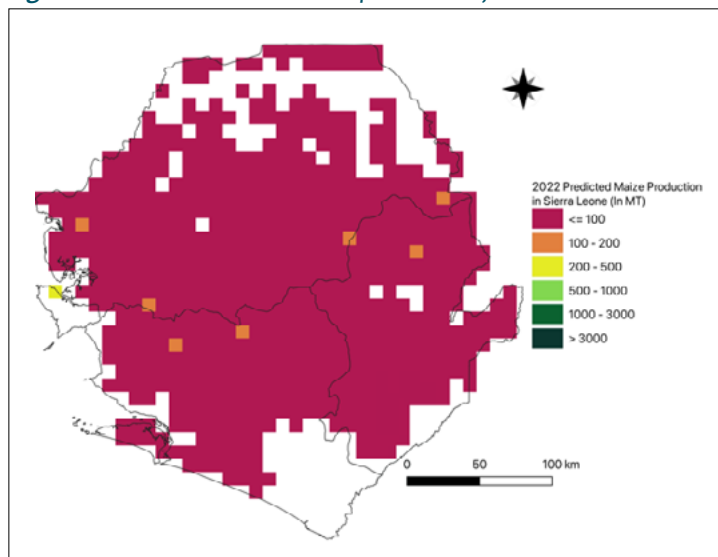 2022 Predicted Maize Production
in Sierra Leone (In MT)
<= 100
100 - 200
200 - 500
500 - 1000
1000 - 3000
> 3000
0 50 100 km